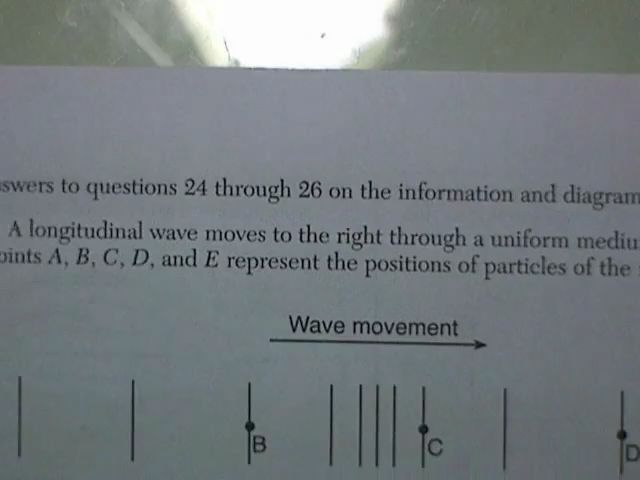 swers to questions 24 through 26 on the information and diagram
A longitudinal wave moves to the right through a uniform mediu
oints A, B, C, D, and E represent the positions of particles of the
Wave movement
B
C
D